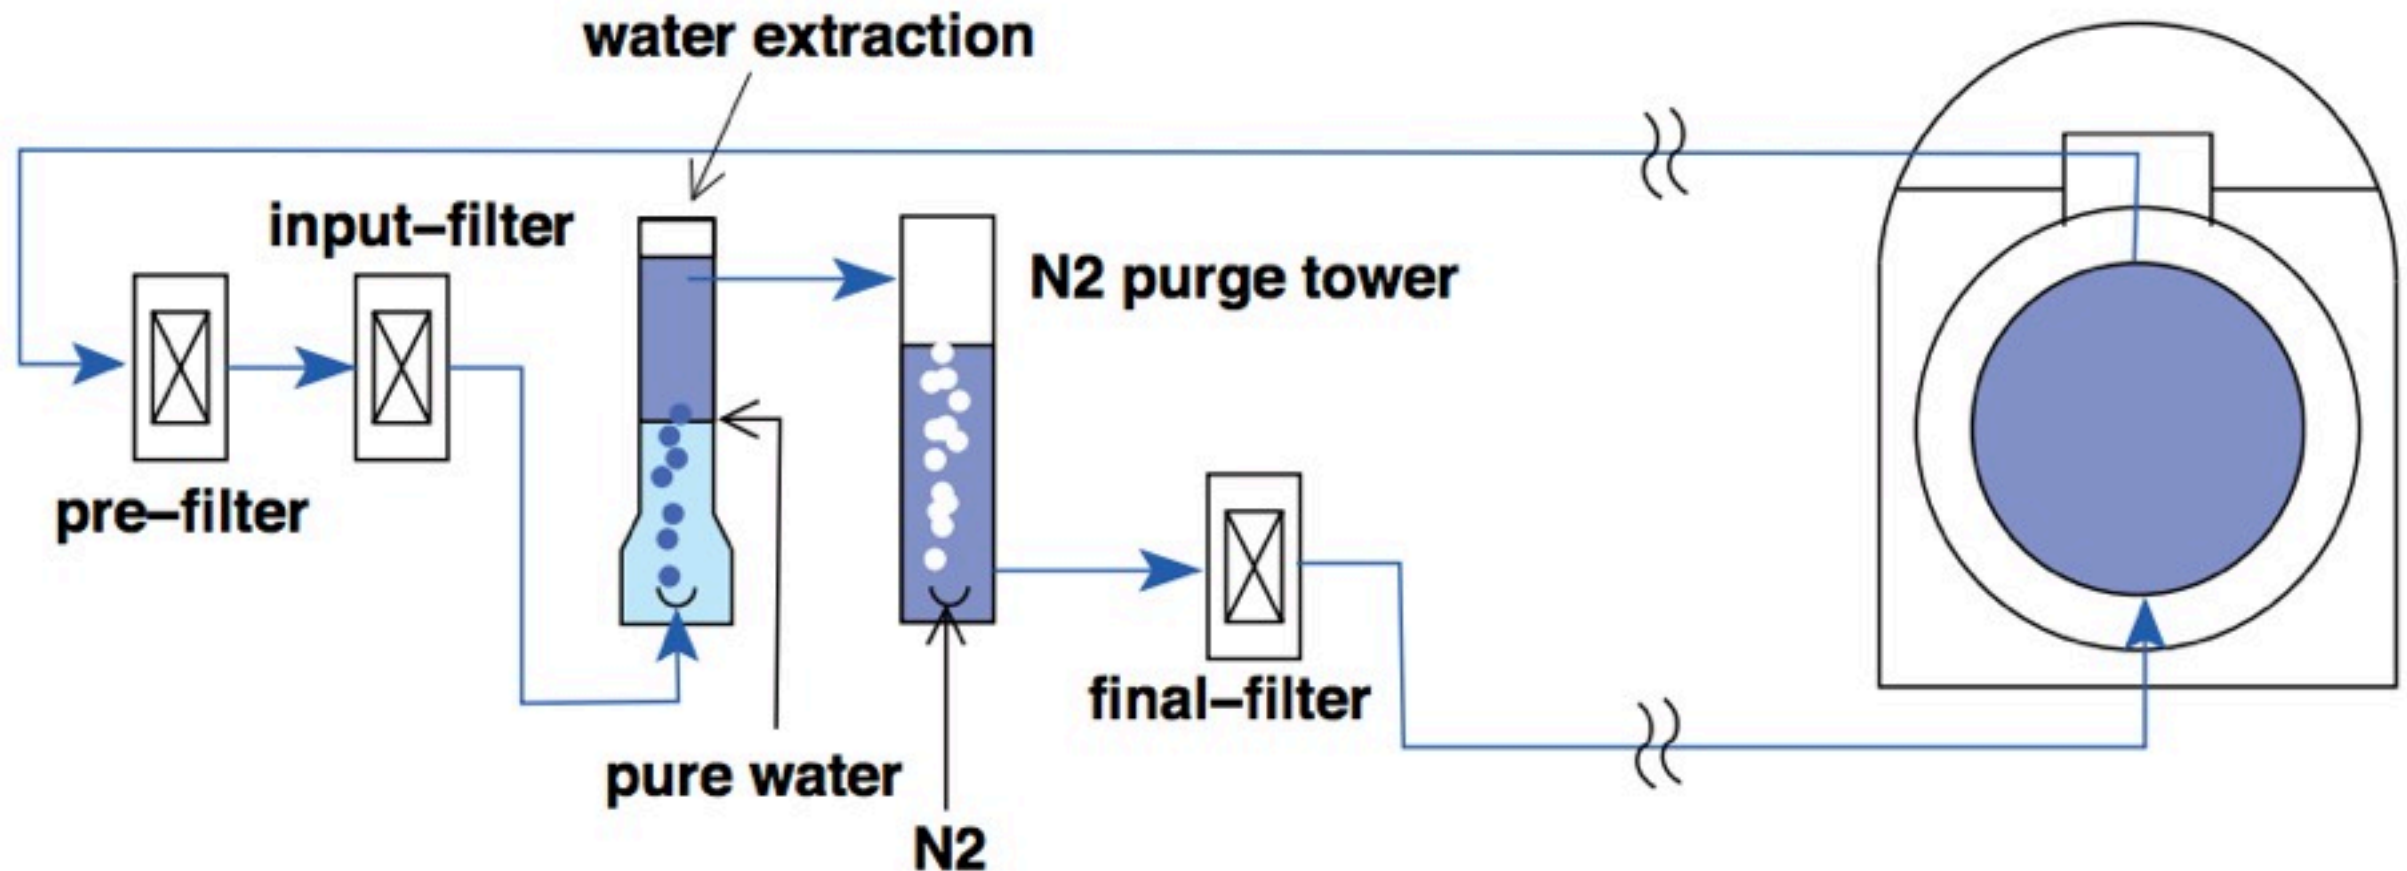 water extraction
input–filter
N2 purge tower
pre–filter
final–filter
pure water
N2